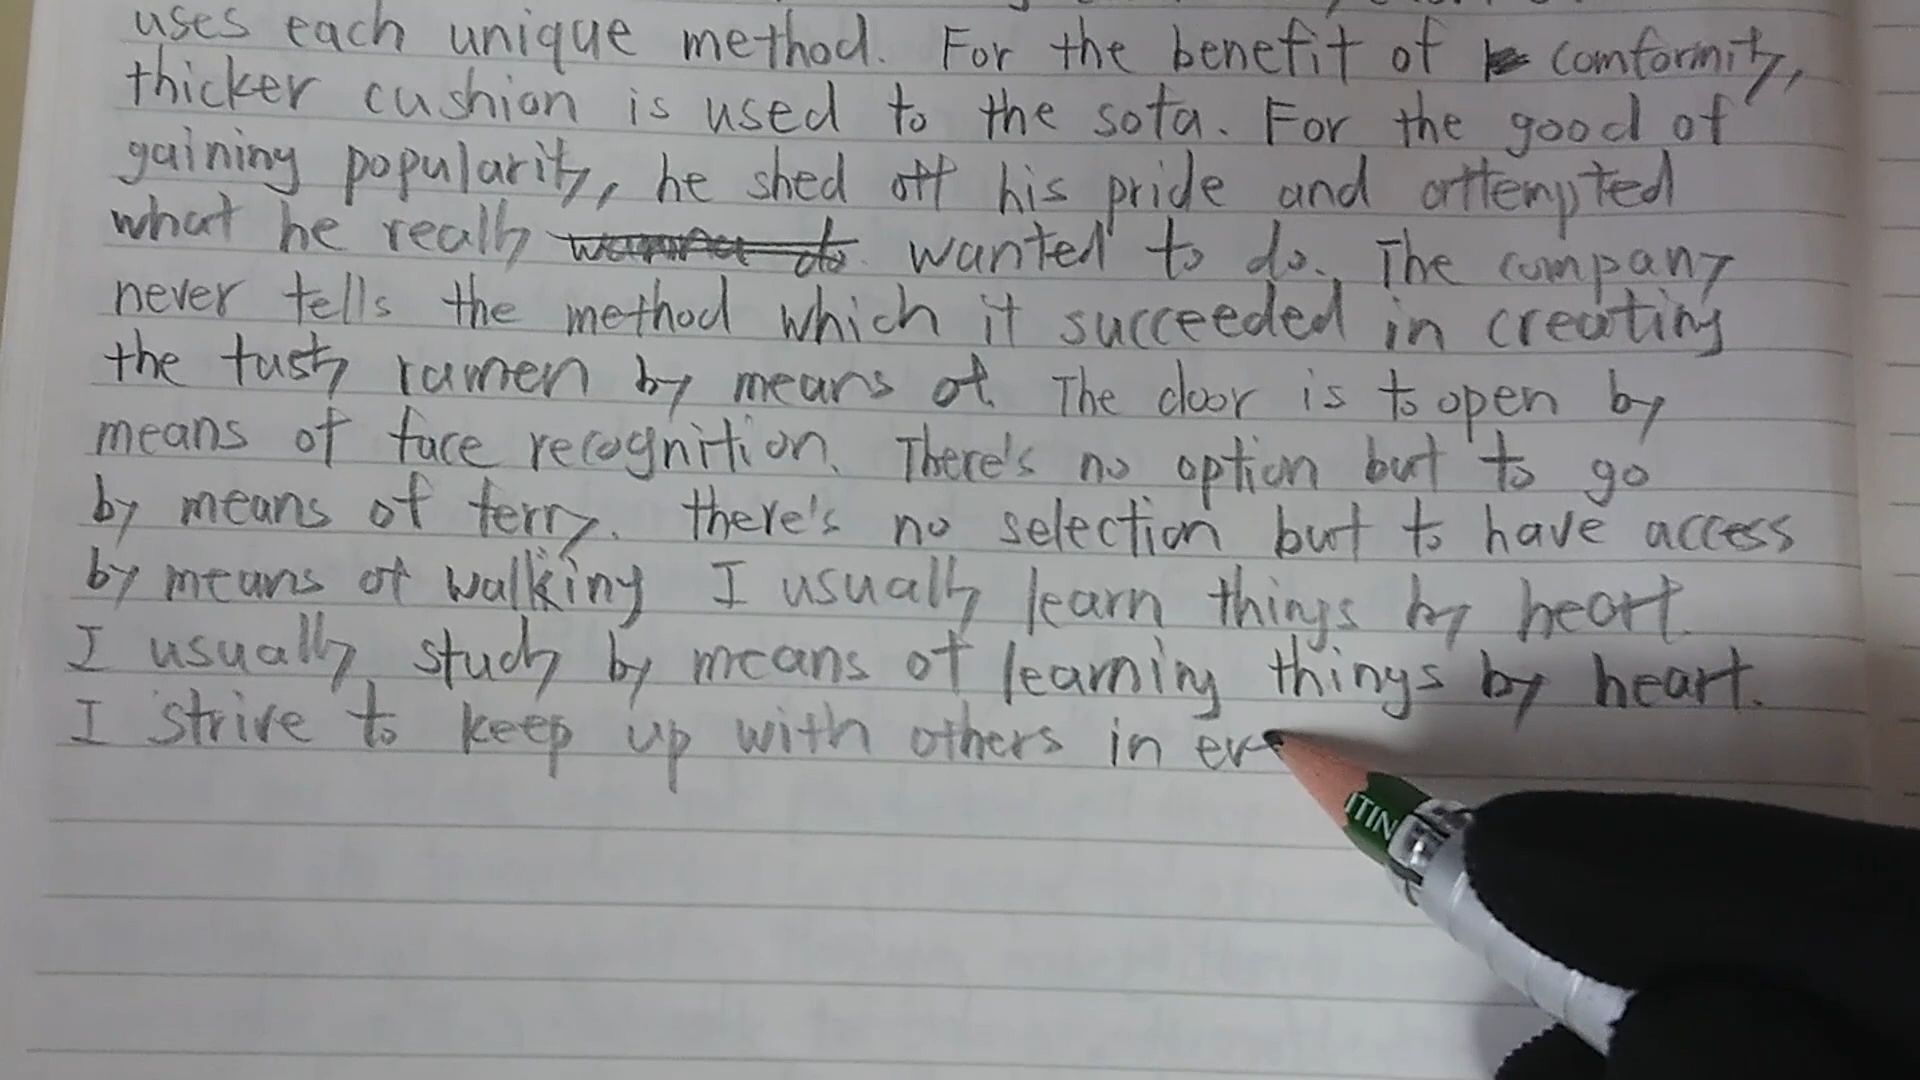 uses each unique method. For the benefit of comformity,
thicker cushion is used to the sofa. For the good of
gaining popularity, he shed off his pride and attempted
what he really wanna do wanted to do. The company
never tells the method which it succeeded in creating
the tasty ramen by means of. The door is to open by
means of face recognition. There's no option but to go
by means of ferry. there's no selection but to have access
by means of walking I usually learn things by heart.
I usually study by means of learning things by heart.
I strive to keep up with others in ev
TIN